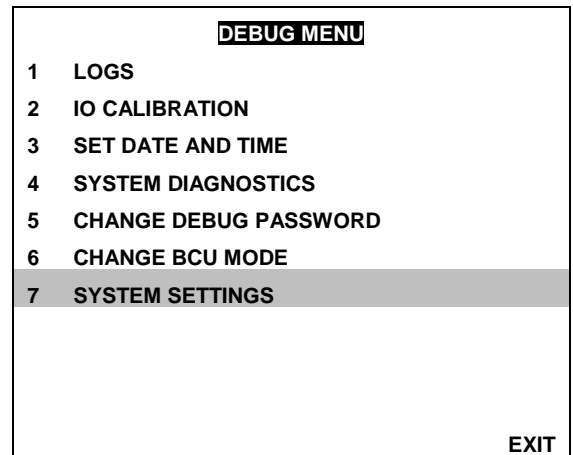 DEBUG MENU
1 LOGS
2 IO CALIBRATION
3 SET DATE AND TIME
4 SYSTEM DIAGNOSTICS
5 CHANGE DEBUG PASSWORD
6 CHANGE BCU MODE
7 SYSTEM SETTINGS
EXIT